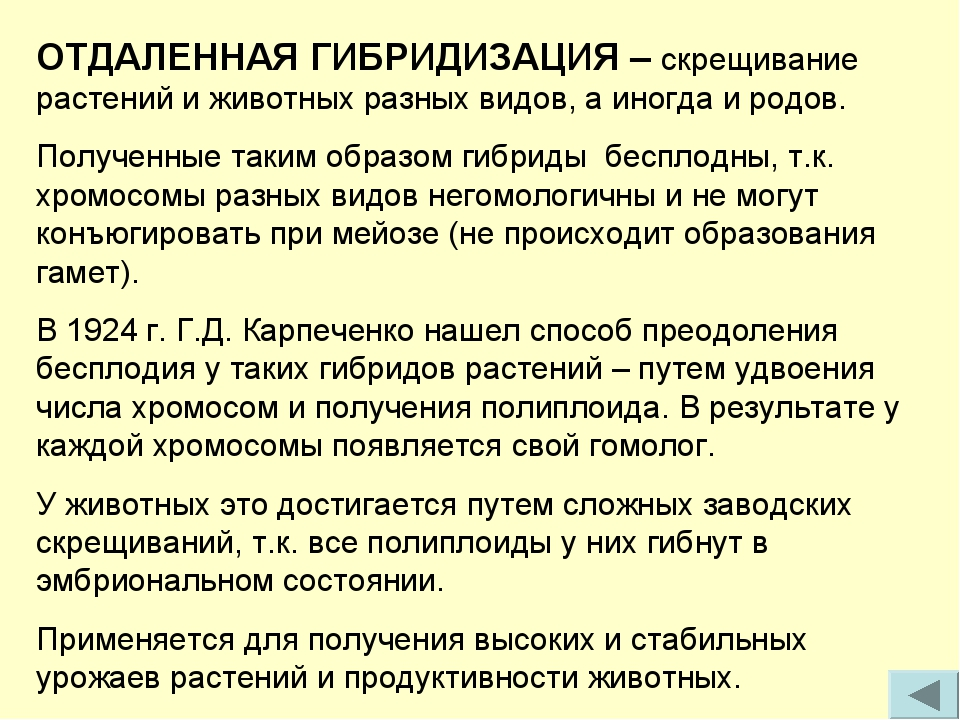 ОТДАЛЕННАЯ ГИБРИДИЗАЦИЯ – скрещивание
растений и животных разных видов, а иногда и родов.
Полученные таким образом гибриды бесплодны, т.к.
хромосомы разных видов негомологичны и не могут
конъюгировать при мейозе (не происходит образования
гамет).
В 1924 г. Г.Д. Карпеченко нашел способ преодоления
бесплодия у таких гибридов растений – путем удвоения
числа хромосом и получения полиплоида. В результате у
каждой хромосомы появляется свой гомолог.
У животных это достигается путем сложных заводских
скрещиваний, т.к. все полиплоиды у них гибнут в
эмбриональном состоянии.
Применяется для получения высоких и стабильных
урожаев растений и продуктивности животных.